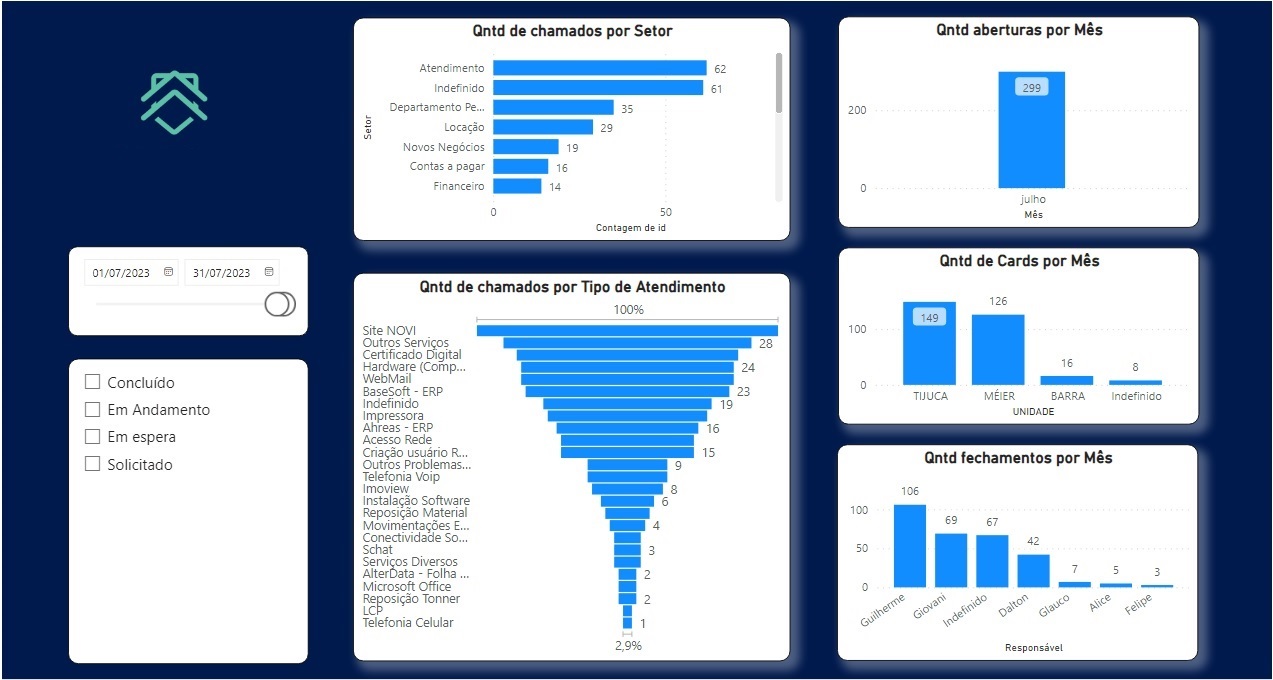 01/07/2023 31/07/2023
Concluído
Em Andamento
Em espera
Solicitado
Qntd de chamados por Setor
Setor
Atendimento 62
Indefinido 61
Departamento Pe... 35
Locação 29
Novos Negócios 19
Contas a pagar 16
Financeiro 14
0 50
Contagem de id
Qntd de chamados por Tipo de Atendimento
100%
Site NOVI
Outros Serviços 28
Certificado Digital
Hardware (Comp... 24
WebMail
BaseSoft - ERP 23
Indefinido 19
Impressora
Ahreas - ERP 16
Acesso Rede
Criação usuário R... 15
Outros Problemas... 9
Telefonia Voip
Imoview 8
Instalação Software 6
Reposição Material
Movimentações E... 4
Conectividade So...
Schat 3
Serviços Diversos
AlterData - Folha ... 2
Microsoft Office
Reposição Tonner 2
LCP
Telefonia Celular 1
2,9%
Qntd aberturas por Mês
299
200
0
julho
Mês
Qntd de Cards por Mês
149 126 16 8
100
0
TIJUCA MÉIER BARRA Indefinido
UNIDADE
Qntd fechamentos por Mês
106 69 67 42 7 5 3
100
50
0
Guilherme Giovani Indefinido Dalton Glauco Alice Felipe
Responsável